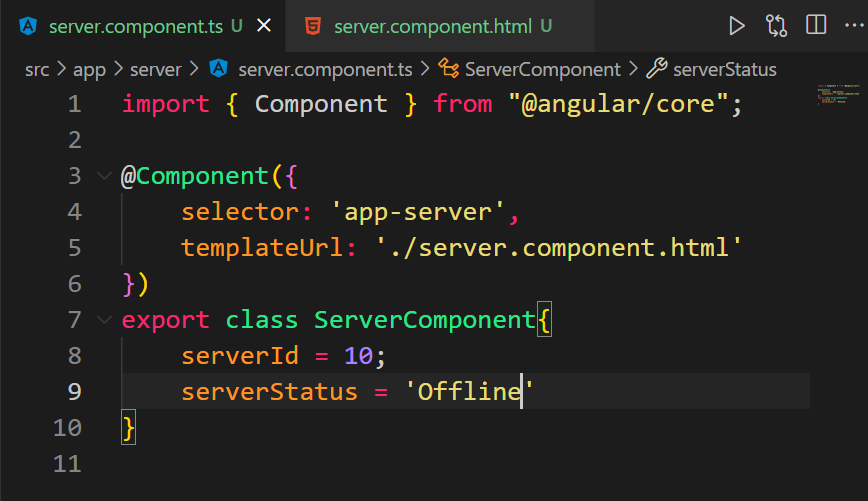 server.component.ts U
server.component.html U
src > app > server > server.component.ts > ServerComponent > serverStatus
1 import { Component } from "@angular/core";
2
3 @Component({
4     selector: 'app-server',
5     templateUrl: './server.component.html'
6 })
7 export class ServerComponent{
8     serverId = 10;
9     serverStatus = 'Offline'
10 }
11